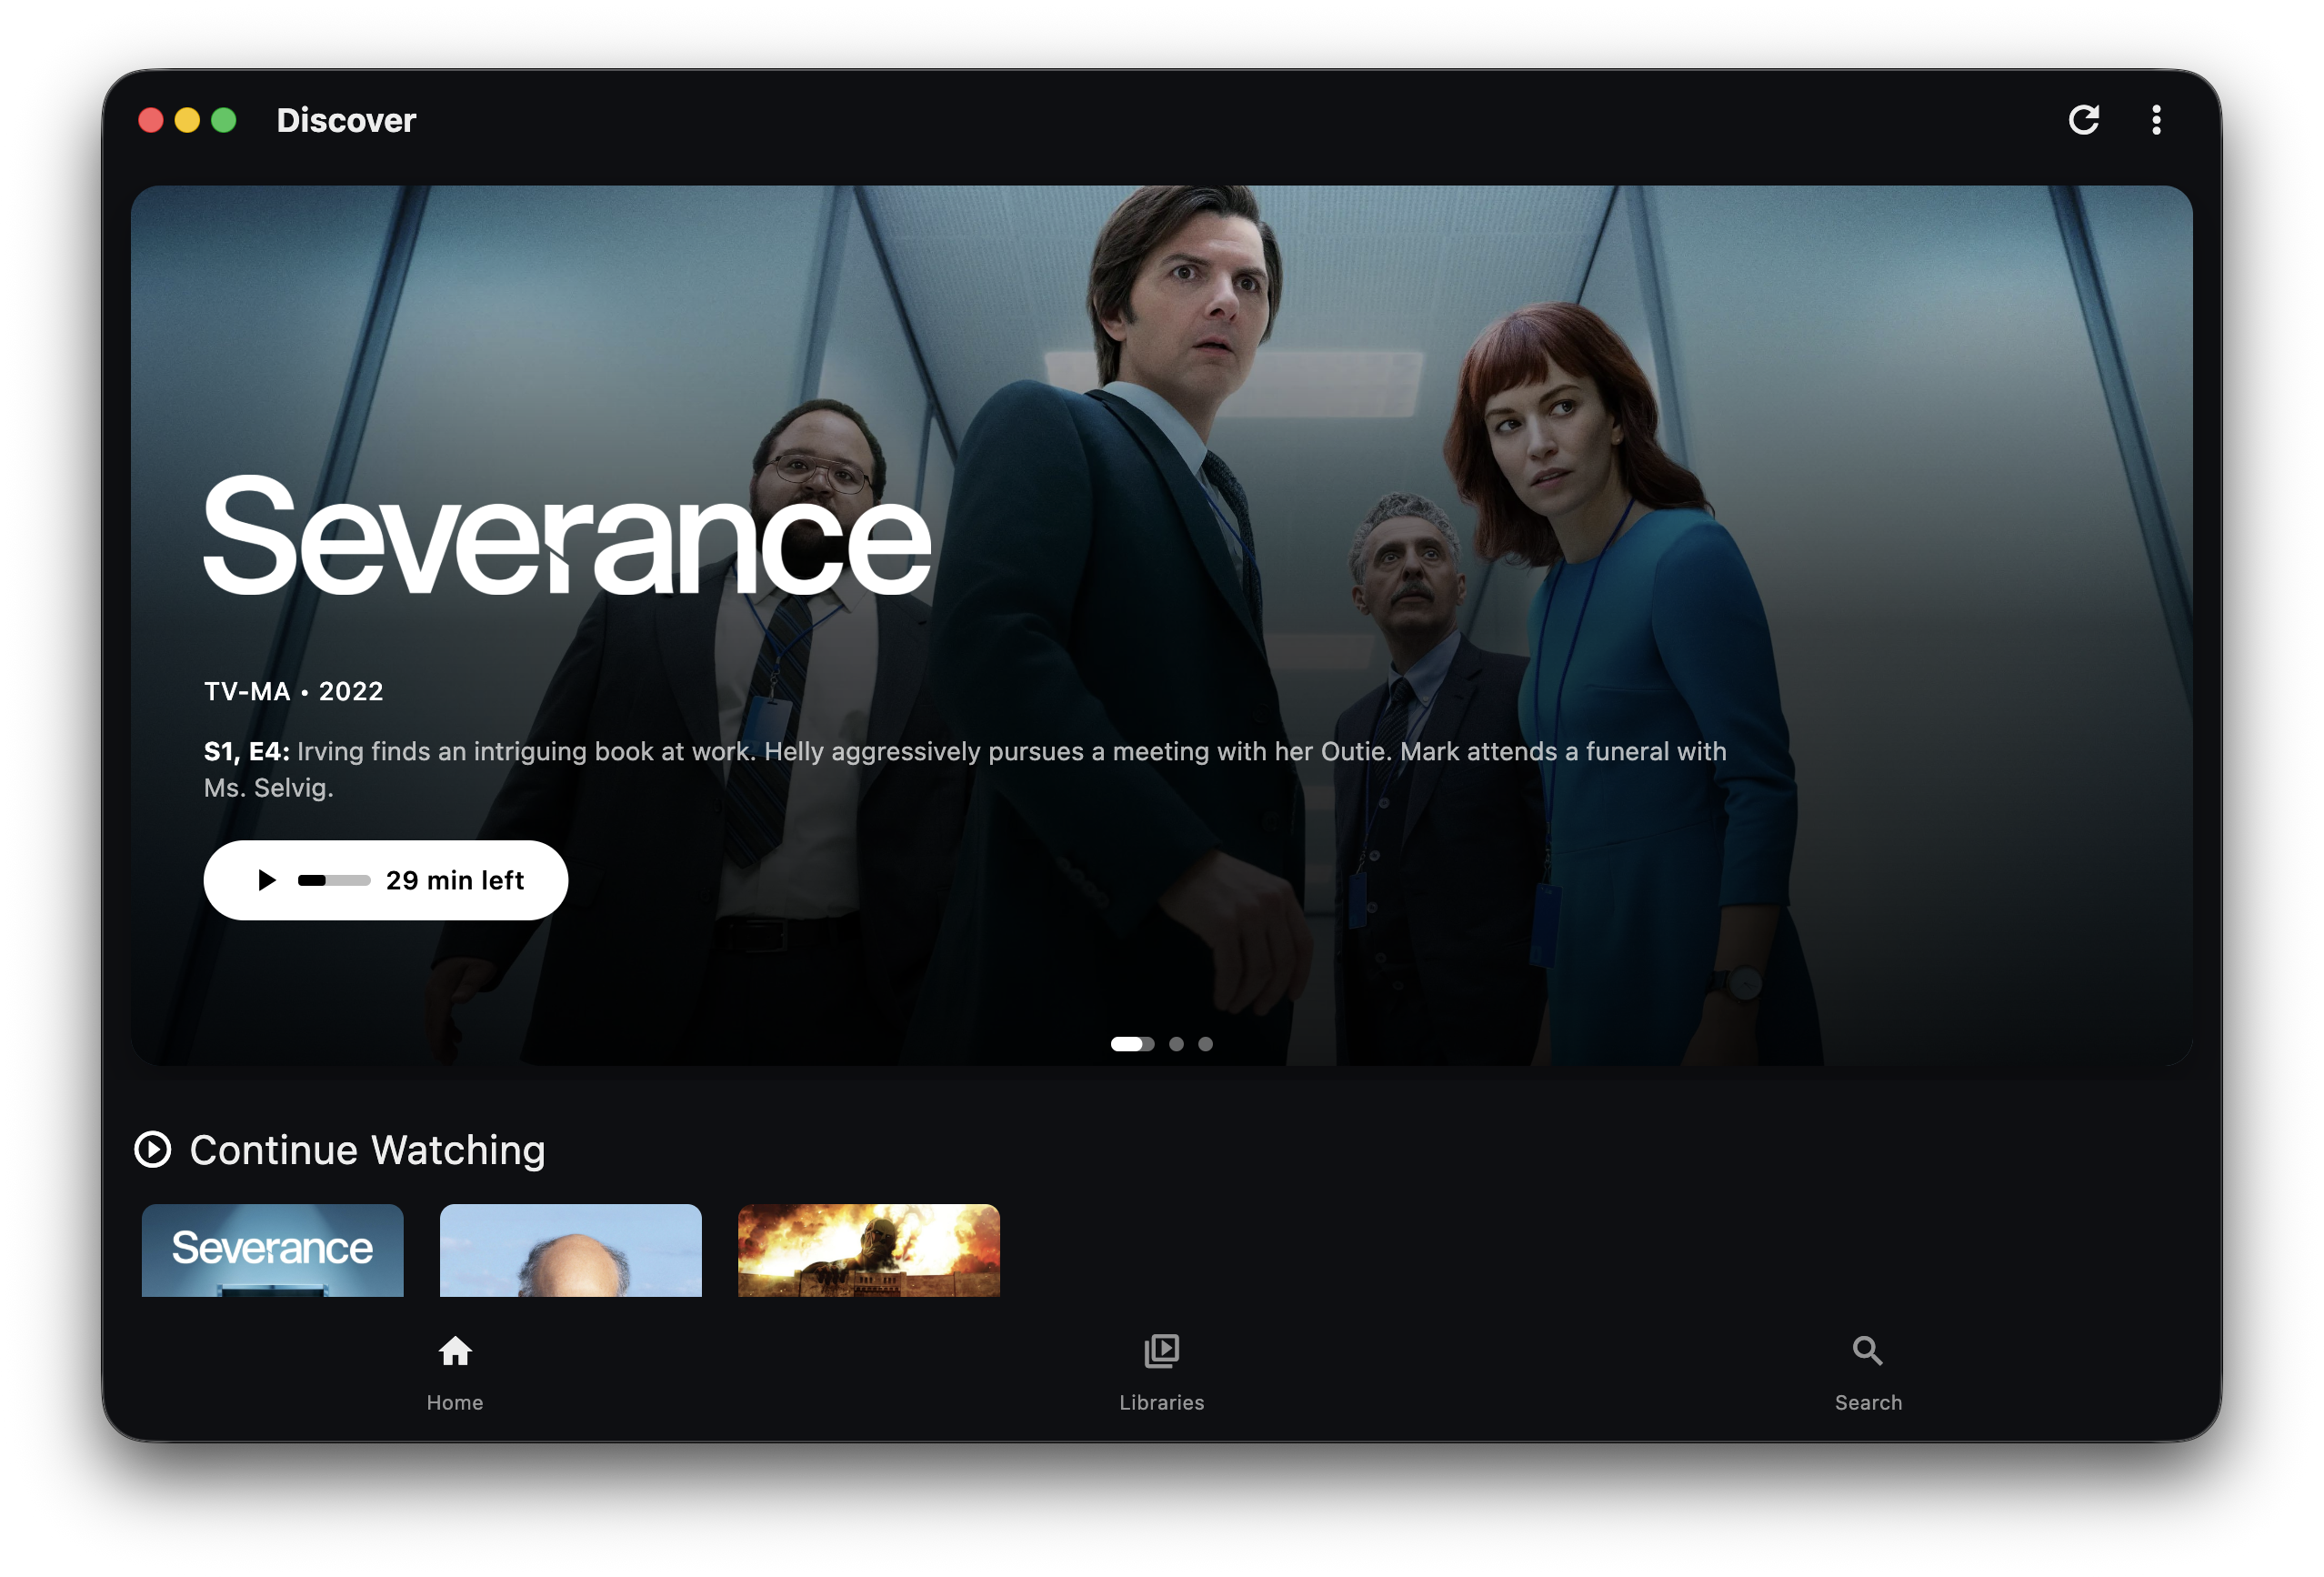 Discover
Severance
TV-MA • 2022
S1, E4: Irving finds an intriguing book at work. Helly aggressively pursues a meeting with her Outie. Mark attends a funeral with
Ms. Selvig.
29 min left
Continue Watching
Severance
Home
Libraries
Search